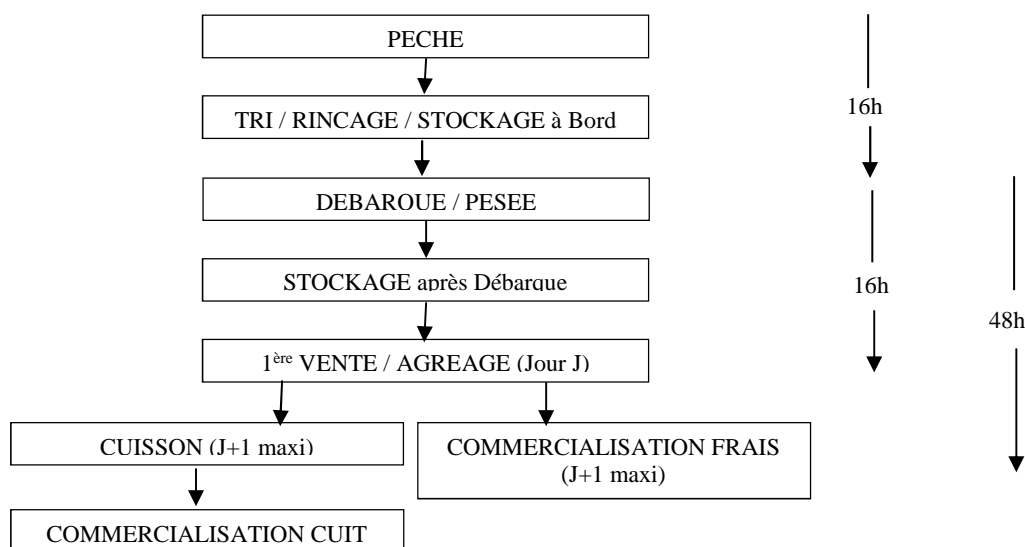 PECHE
TRI / RINCAGE / STOCKAGE à Bord
16h
DEBARQUE / PESEE
STOCKAGE après Débarque
16h
48h
1ère VENTE / AGREAGE (Jour J)
CUISSON (J+1 maxi)
COMMERCIALISATION FRAIS
(J+1 maxi)
COMMERCIALISATION CUIT